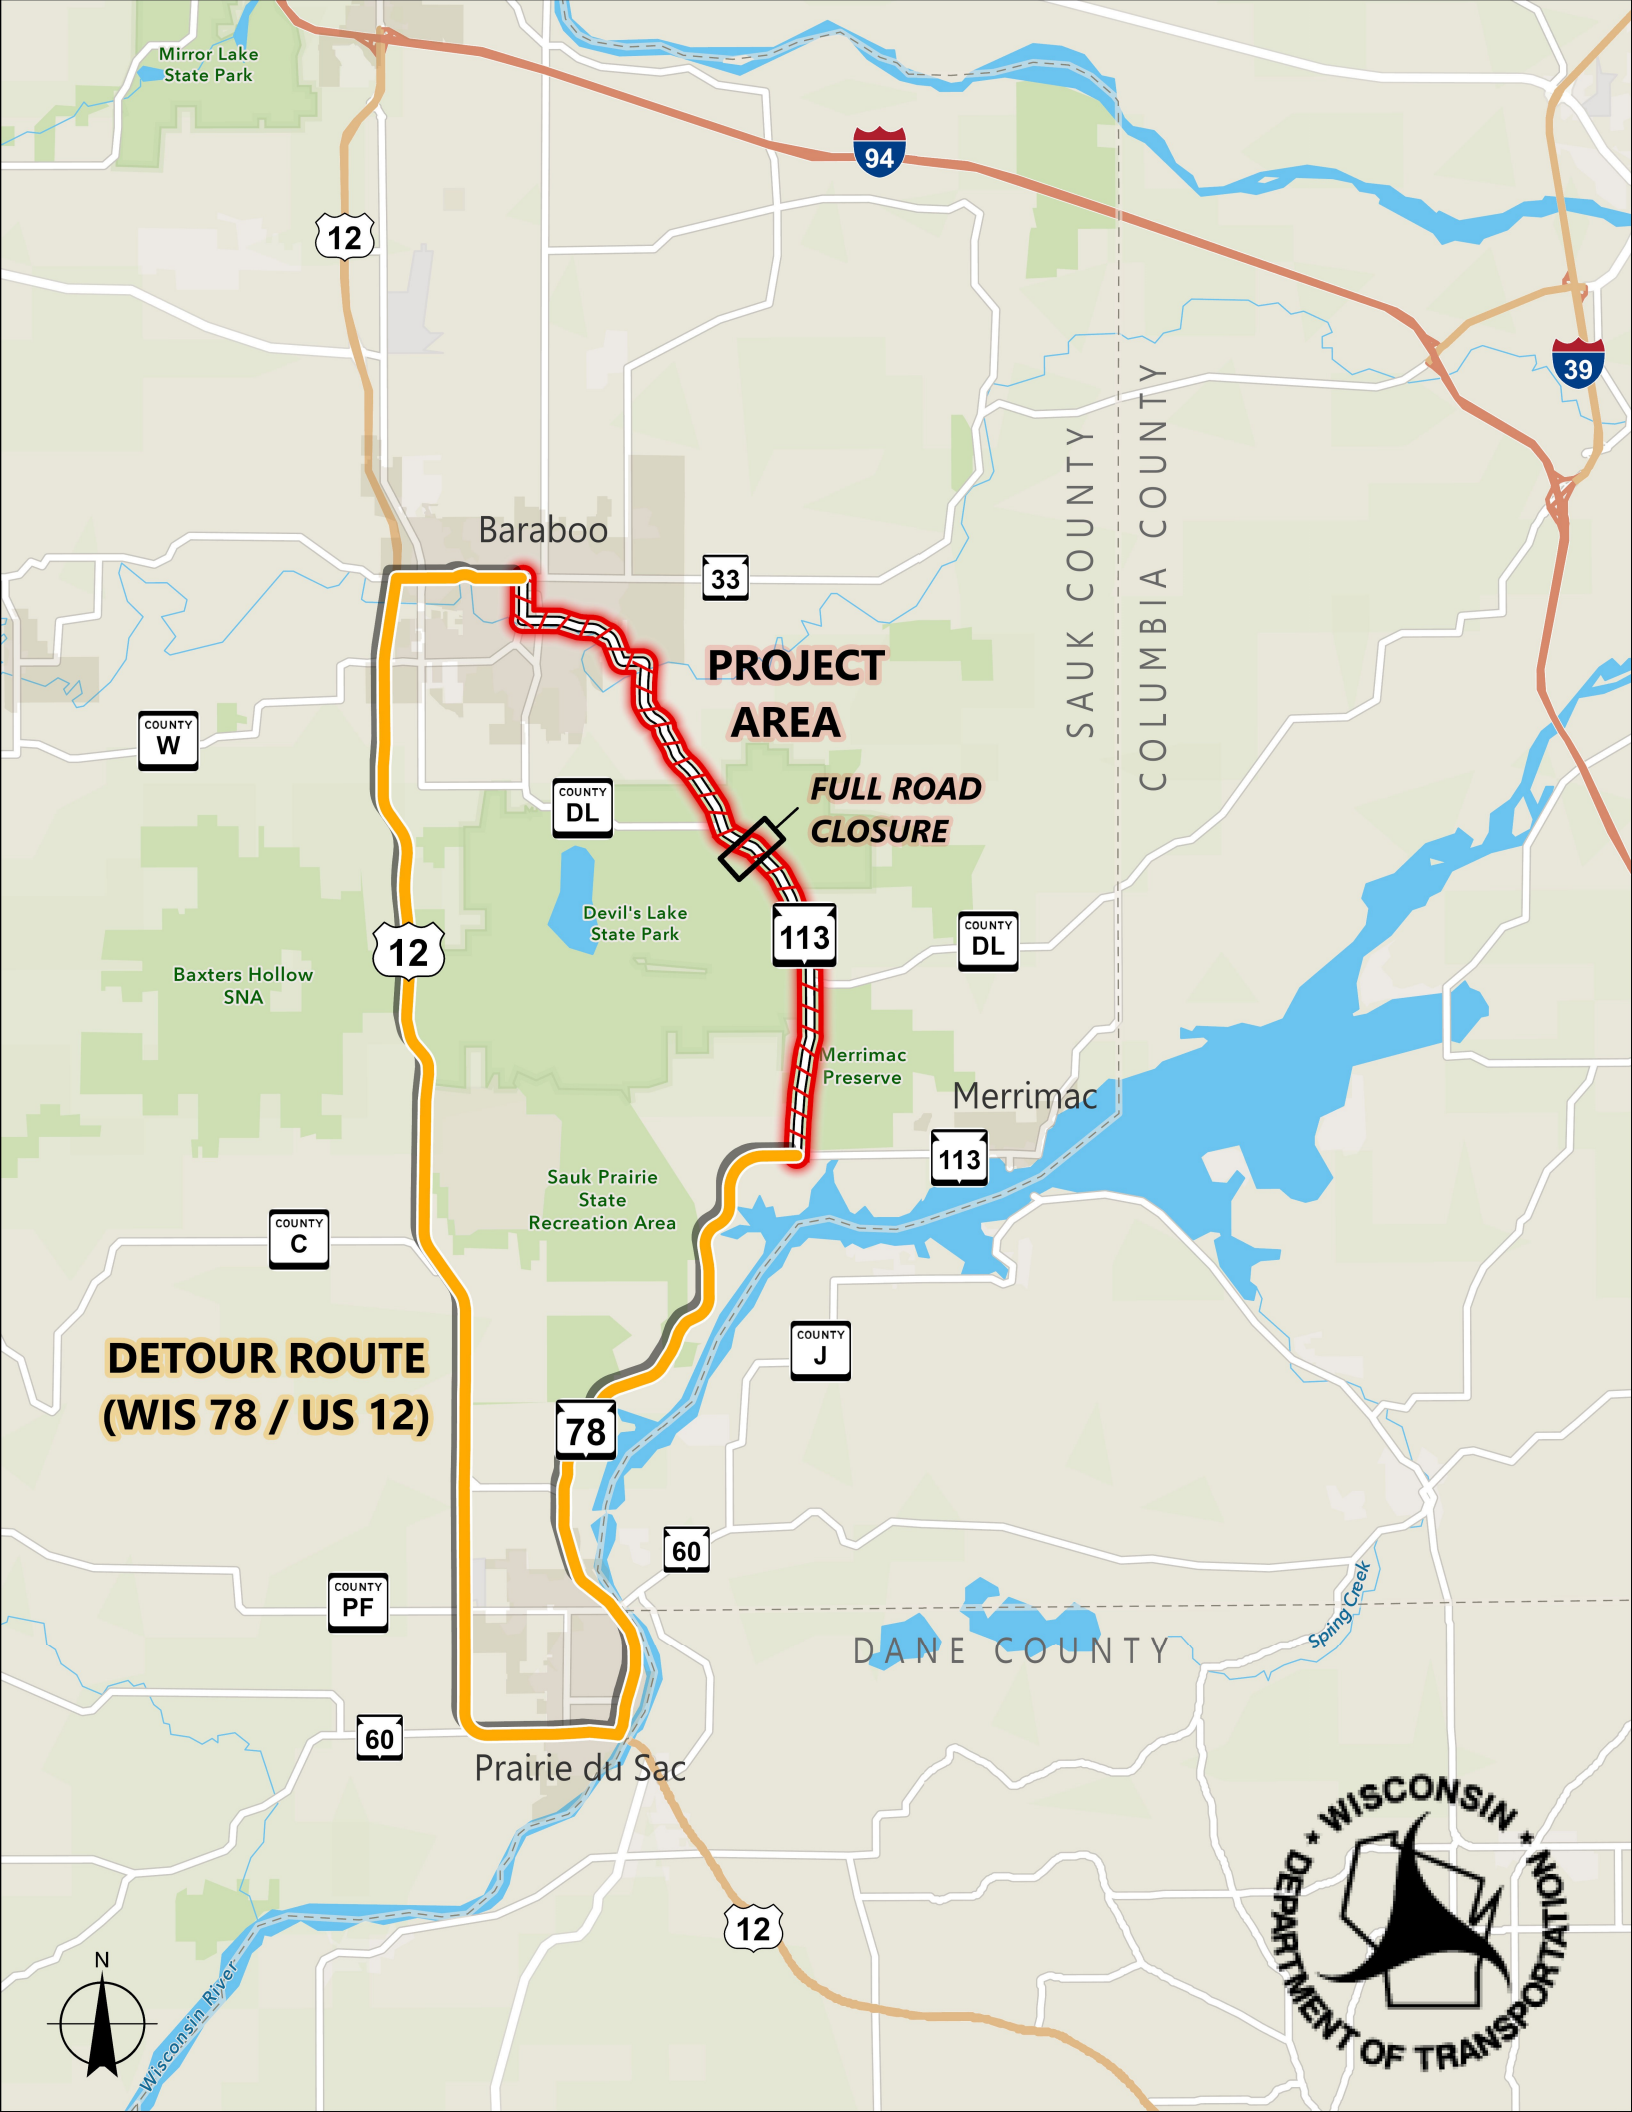 Mirror Lake
State Park
94
12
39
SAUK COUNTY
COLUMBIA COUNTY
Baraboo
33
PROJECT
AREA
COUNTY
W
FULL ROAD
CLOSURE
COUNTY
DL
Devil's Lake
State Park
113
COUNTY
DL
12
Baxters Hollow
SNA
Merrimac
Preserve
Merrimac
113
Sauk Prairie
State
Recreation Area
COUNTY
C
COUNTY
J
DETOUR ROUTE
(WIS 78 / US 12)
78
60
COUNTY
PF
Spring Creek
DANE COUNTY
60
Prairie du Sac
12
N
Wisconsin River
WISCONSIN
DEPARTMENT OF TRANSPORTATION